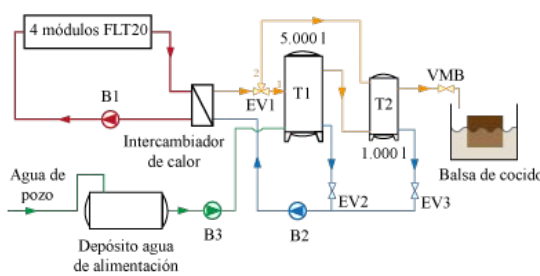 4 módulos FLT20
5.000 l
2
3
EV1
T1
T2
VMB
B1
Intercambiador
de calor
1.000 l
Balsa de cocido
Agua de
pozo
EV2
EV3
B3
B2
Depósito agua
de alimentación